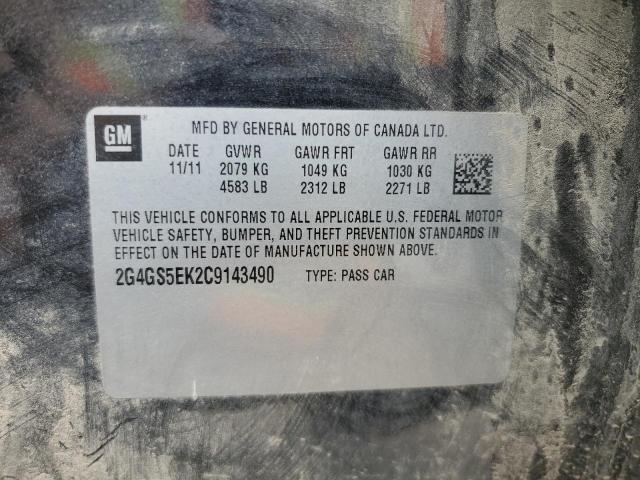 GM ® MFD BY GENERAL MOTORS OF CANADA LTD.
DATE GVWR GAWR FRT GAWR RR
11/11 2079 KG 1049 KG 1030 KG
4583 LB 2312 LB 2271 LB
THIS VEHICLE CONFORMS TO ALL APPLICABLE U.S. FEDERAL MOTOR
VEHICLE SAFETY, BUMPER, AND THEFT PREVENTION STANDARDS IN
EFFECT ON THE DATE OF MANUFACTURE SHOWN ABOVE.
2G4GS5EK2C9143490 TYPE: PASS CAR